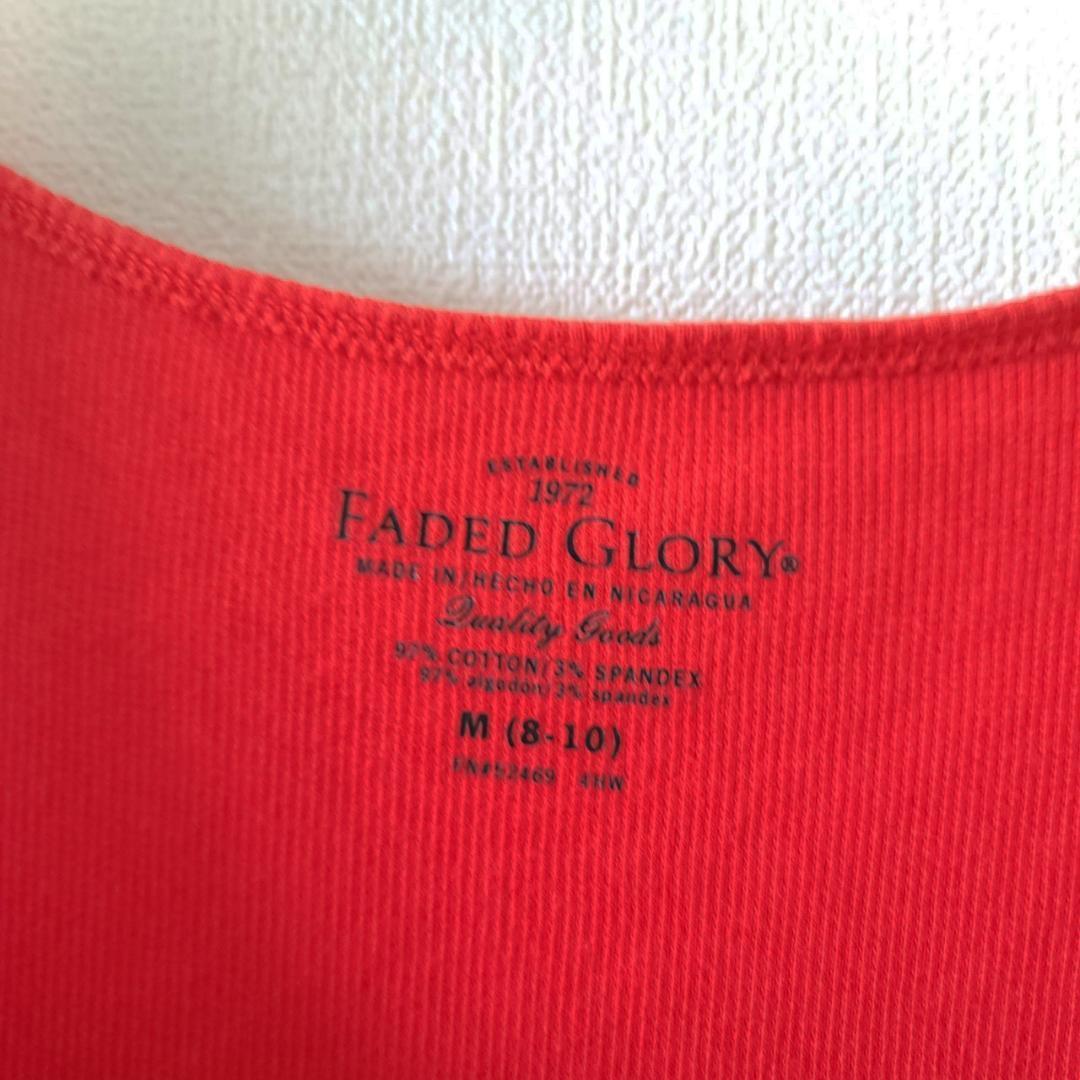 ESTABLISHED
1972
FADED GLORY®
MADE IN/HECHO EN NICARAGUA
Quality Goods
97% COTTON/3% SPANDEX
97% algodon/3% spandex
M (8-10)
RN#52469 4HW